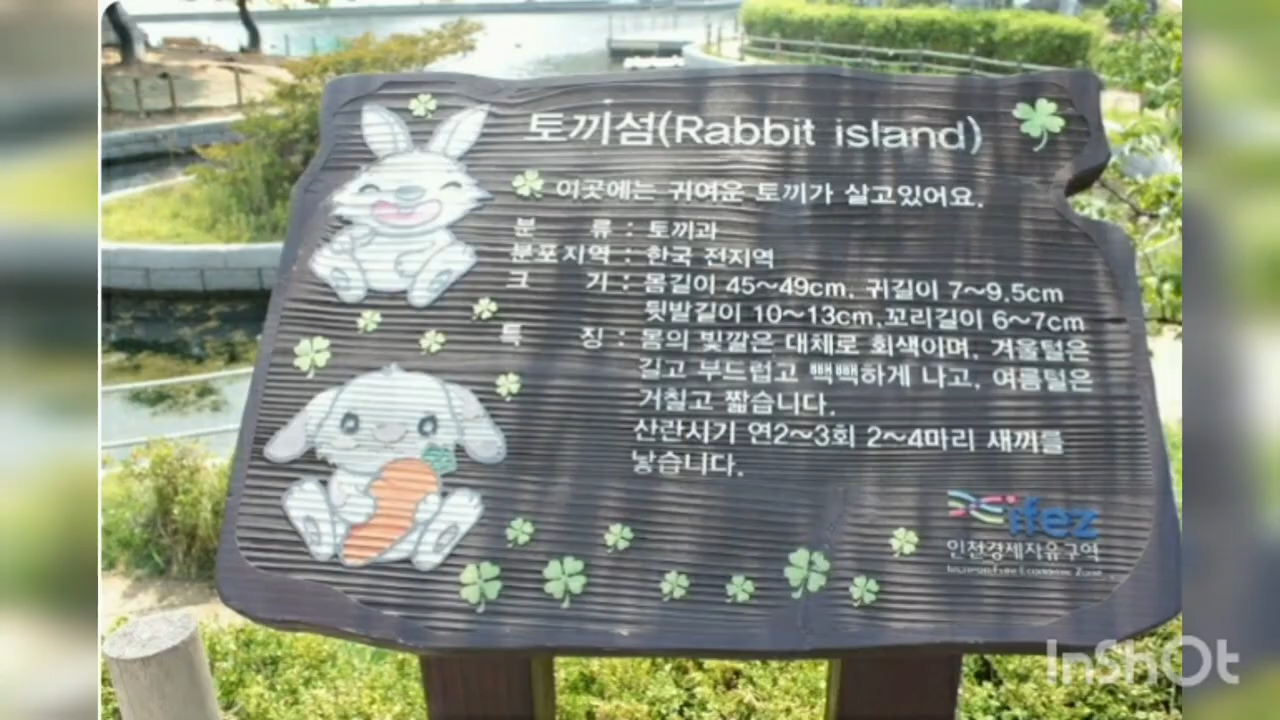 토끼섬(Rabbit island)
이곳에는 귀여운 토끼가 살고있어요.
분 류 : 토끼과
분포지역 : 한국 전지역
크 기 : 몸길이 45~49cm, 귀길이 7~9.5cm
뒷발길이 10~13cm,꼬리길이 6~7cm
특 징 : 몸의 빛깔은 대체로 회색이며, 겨울털은
길고 부드럽고 빽빽하게 나고, 여름털은
거칠고 짧습니다.
산란시기 연2~3회 2~4마리 새끼를
낳습니다.
ifez
인천경제자유구역
Incheon Free Economic Zone
InShOt